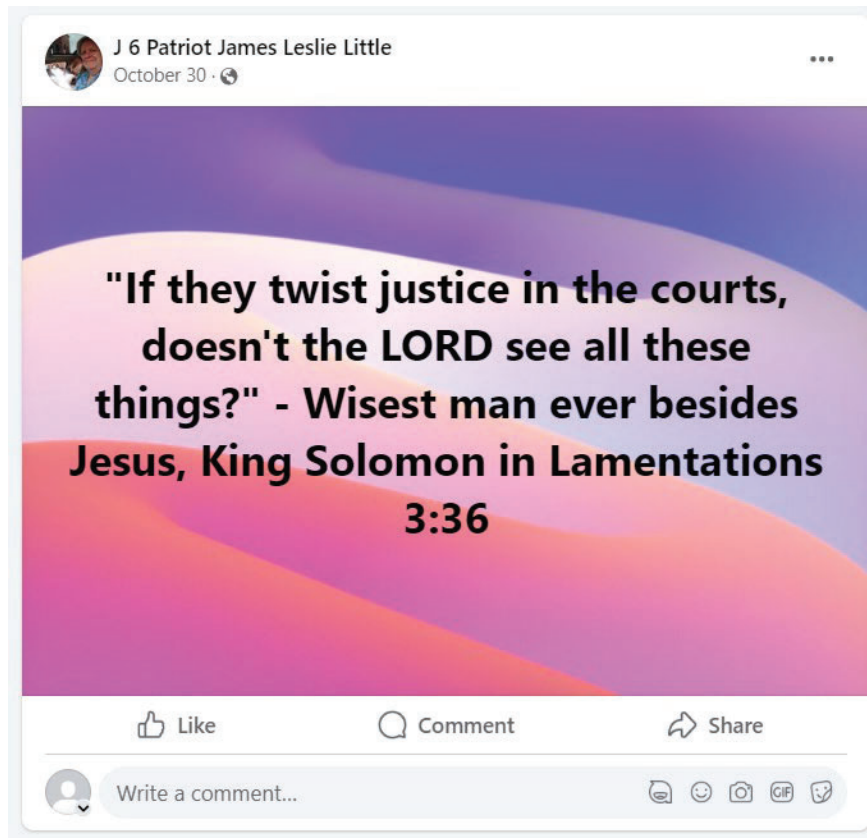 J 6 Patriot James Leslie Little
October 30 ·
"If they twist justice in the courts,
doesn't the LORD see all these
things?" - Wisest man ever besides
Jesus, King Solomon in Lamentations
3:36
Like
Comment
Share
Write a comment...
GIF